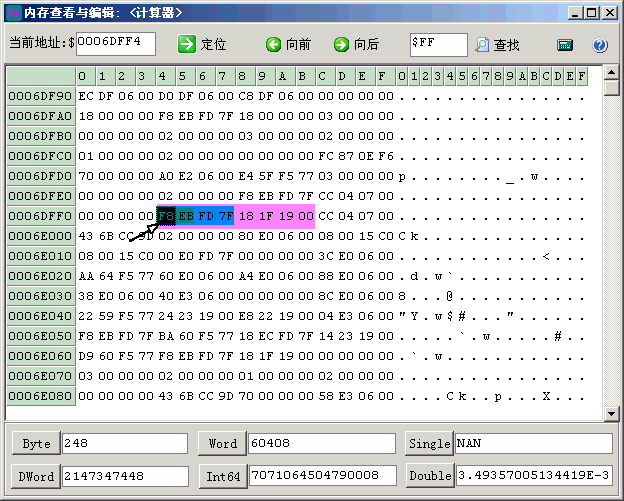 内存查看与编辑: <计算器>
当前地址:$ 0006DFF4 定位 向前 向后 $FF 查找
0 1 2 3 4 5 6 7 8 9 A B C D E F 0 1 2 3 4 5 6 7 8 9 A B C D E F
0006DF90 EC DF 06 00 D0 DF 06 00 C8 DF 06 00 00 00 00 00 . . . . . . . . . . . . . . . .
0006DFA0 18 00 00 00 F8 EB FD 7F 18 00 00 00 03 00 00 00 . . . . . . . . . . . . . . . .
0006DFB0 00 00 00 00 02 00 00 00 03 00 00 00 02 00 00 00 . . . . . . . . . . . . . . . .
0006DFC0 01 00 00 00 00 00 00 00 00 00 00 00 FC 87 0E F6 . . . . . . . . . . . . . . . .
0006DFD0 70 00 00 00 A0 E2 06 00 E4 5F F5 77 03 00 00 00 p . . . . . . . . _ . w . . . .
0006DFE0 00 00 00 00 02 00 00 00 F8 EB FD 7F CC 04 07 00 . . . . . . . . . . . . . . . .
0006DFF0 00 00 00 00 F8 EB FD 7F 18 1F 19 00 CC 04 07 00 . . . . . . . . . . . . . . . .
0006E000 43 6B CC 9D 02 00 00 00 80 E0 06 00 08 00 15 C0 C k . . . . . . . . . . . . . .
0006E010 08 00 15 C0 00 E0 FD 7F 00 00 00 00 3C E0 06 00 . . . . . . . . . . . . < . . .
0006E020 AA 64 F5 77 60 E0 06 00 A4 E0 06 00 08 E0 06 00 . d . w ` . . . . . . . . . . .
0006E030 38 E0 06 00 40 E3 06 00 00 00 00 00 8C E0 06 00 8 . . . @ . . . . . . . . . . .
0006E040 22 59 F5 77 24 23 19 00 E8 22 19 00 04 E3 06 00 " Y . w $ # . . . " . . . . . .
0006E050 F8 EB FD 7F BA 60 F5 77 18 EC FD 7F 14 23 19 00 . . . . . ` . w . . . . . # . .
0006E060 D9 60 F5 77 F8 EB FD 7F 18 1F 19 00 00 00 00 00 . ` . w . . . . . . . . . . . .
0006E070 03 00 00 00 02 00 00 00 01 00 00 00 02 00 00 00 . . . . . . . . . . . . . . . .
0006E080 00 00 00 00 43 6B CC 9D 70 00 00 00 58 E3 06 00 . . . . C k . . p . . . X . . .
Byte 248 Word 60408 Single NAN
DWord 2147347448 Int64 7071064504790008 Double 3.49357005134419E-3